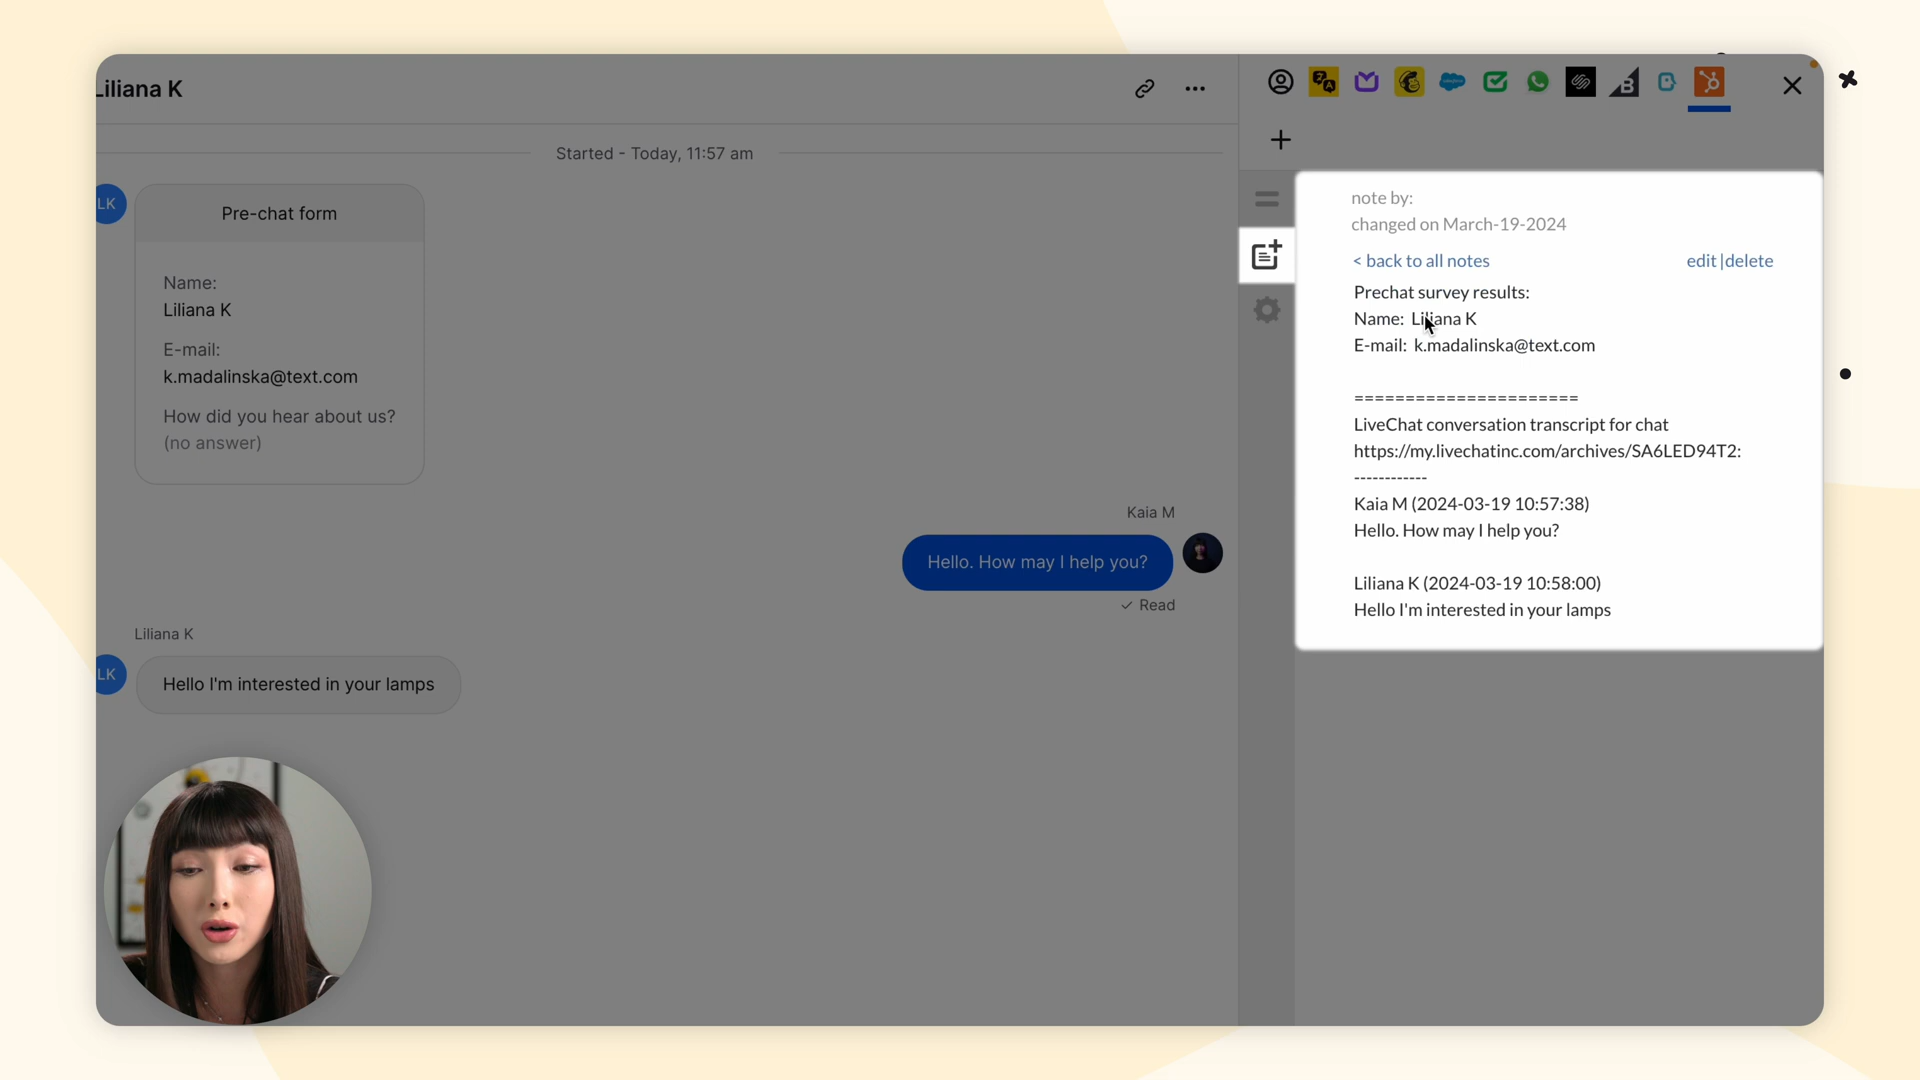 Liliana K
Started - Today, 11:57 am
LK
Pre-chat form
Name:
Liliana K
E-mail:
k.madalinska@text.com
How did you hear about us?
(no answer)
Kaia M
Hello. How may I help you?
✓ Read
Liliana K
LK
Hello I'm interested in your lamps
note by:
changed on March-19-2024
< back to all notes
edit |delete
Prechat survey results:
Name: Liliana K
E-mail: k.madalinska@text.com
======================
LiveChat conversation transcript for chat
https://my.livechatinc.com/archives/SA6LED94T2:
------------
Kaia M (2024-03-19 10:57:38)
Hello. How may I help you?
Liliana K (2024-03-19 10:58:00)
Hello I'm interested in your lamps